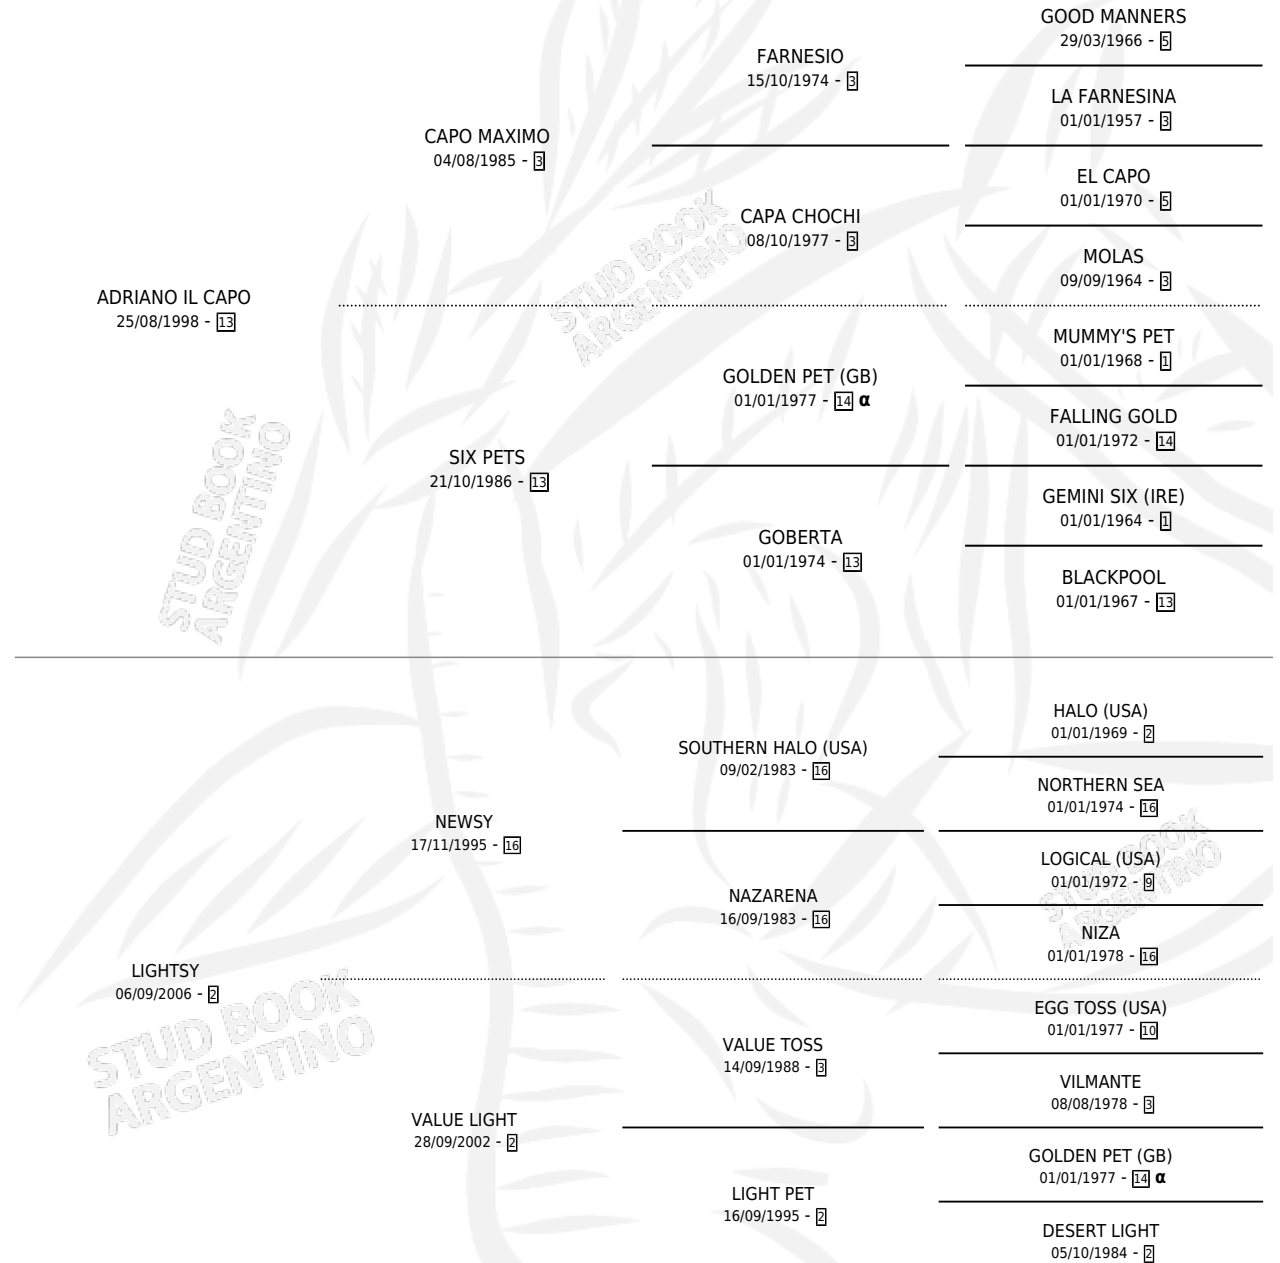 GOOD MANNERS
29/03/1966 - 5
FARNESIO
15/10/1974 - 3
LA FARNESINA
01/01/1957 - 3
CAPO MAXIMO
04/08/1985 - 3
EL CAPO
01/01/1970 - 5
CAPA CHOCHI
08/10/1977 - 3
MOLAS
09/09/1964 - 3
ADRIANO IL CAPO
25/08/1998 - 13
MUMMY'S PET
01/01/1968 - 1
GOLDEN PET (GB)
01/01/1977 - 14 α
FALLING GOLD
01/01/1972 - 14
SIX PETS
21/10/1986 - 13
GEMINI SIX (IRE)
01/01/1964 - 1
GOBERTA
01/01/1974 - 13
BLACKPOOL
01/01/1967 - 13
HALO (USA)
01/01/1969 - 2
SOUTHERN HALO (USA)
09/02/1983 - 16
NORTHERN SEA
01/01/1974 - 16
NEWSY
17/11/1995 - 16
LOGICAL (USA)
01/01/1972 - 9
NAZARENA
16/09/1983 - 16
NIZA
01/01/1978 - 16
LIGHTSY
06/09/2006 - 2
EGG TOSS (USA)
01/01/1977 - 10
VALUE TOSS
14/09/1988 - 3
VILMANTE
08/08/1978 - 3
VALUE LIGHT
28/09/2002 - 2
GOLDEN PET (GB)
01/01/1977 - 14 α
LIGHT PET
16/09/1995 - 2
DESERT LIGHT
05/10/1984 - 2
STUD BOOK
ARGENTINO
STUD BOOK
ARGENTINO
STUD BOOK
ARGENTINO
STUD BOOK
ARGENTINO